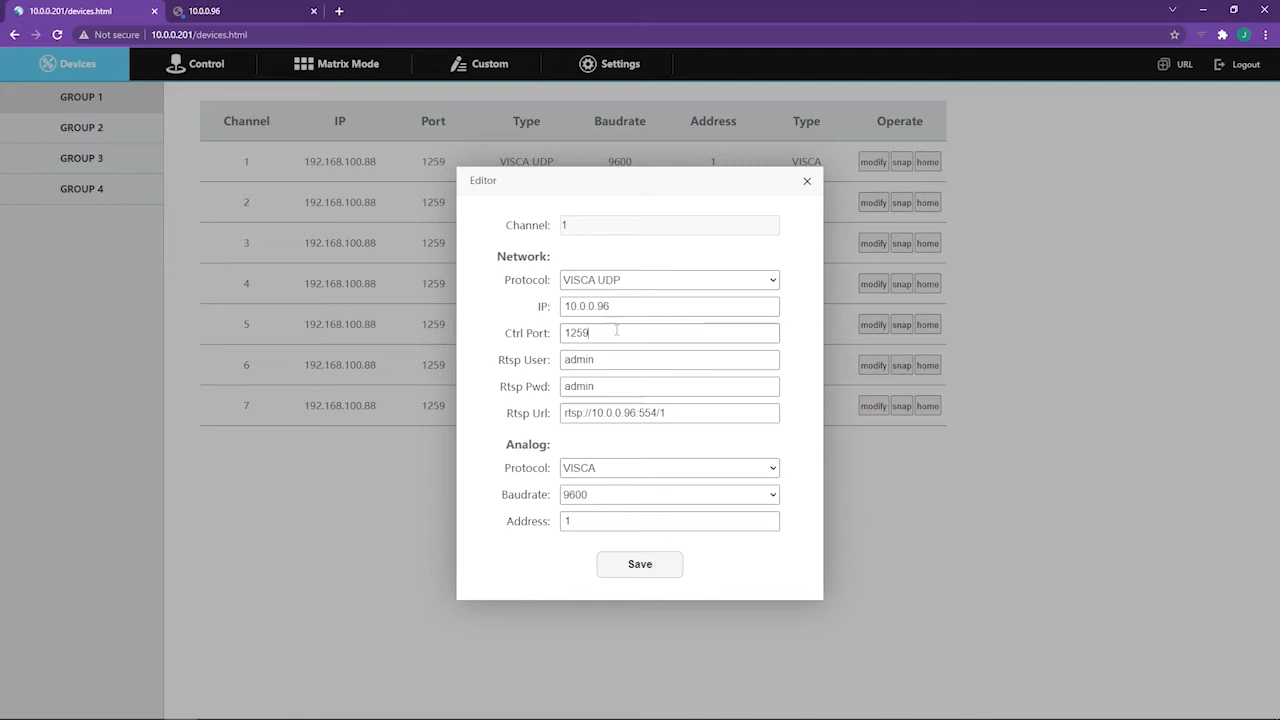 10.0.0.201/devices.html
10.0.0.96
Not secure
10.0.0.201/devices.html
J
Devices
Control
Matrix Mode
Custom
Settings
URL
Logout
GROUP 1
GROUP 2
GROUP 3
GROUP 4
Channel IP Port Type Baudrate Address Type Operate
1 192.168.100.88 1259 VISCA UDP 9600 1 VISCA modify snap home
2 192.168.100.88 1259 modify snap home
3 192.168.100.88 1259 modify snap home
4 192.168.100.88 1259 modify snap home
5 192.168.100.88 1259 modify snap home
6 192.168.100.88 1259 modify snap home
7 192.168.100.88 1259 modify snap home
Editor
Channel: 1
Network:
Protocol: VISCA UDP
IP: 10.0.0.96
Ctrl Port: 1259
Rtsp User: admin
Rtsp Pwd: admin
Rtsp Url: rtsp://10.0.0.96:554/1
Analog:
Protocol: VISCA
Baudrate: 9600
Address: 1
Save